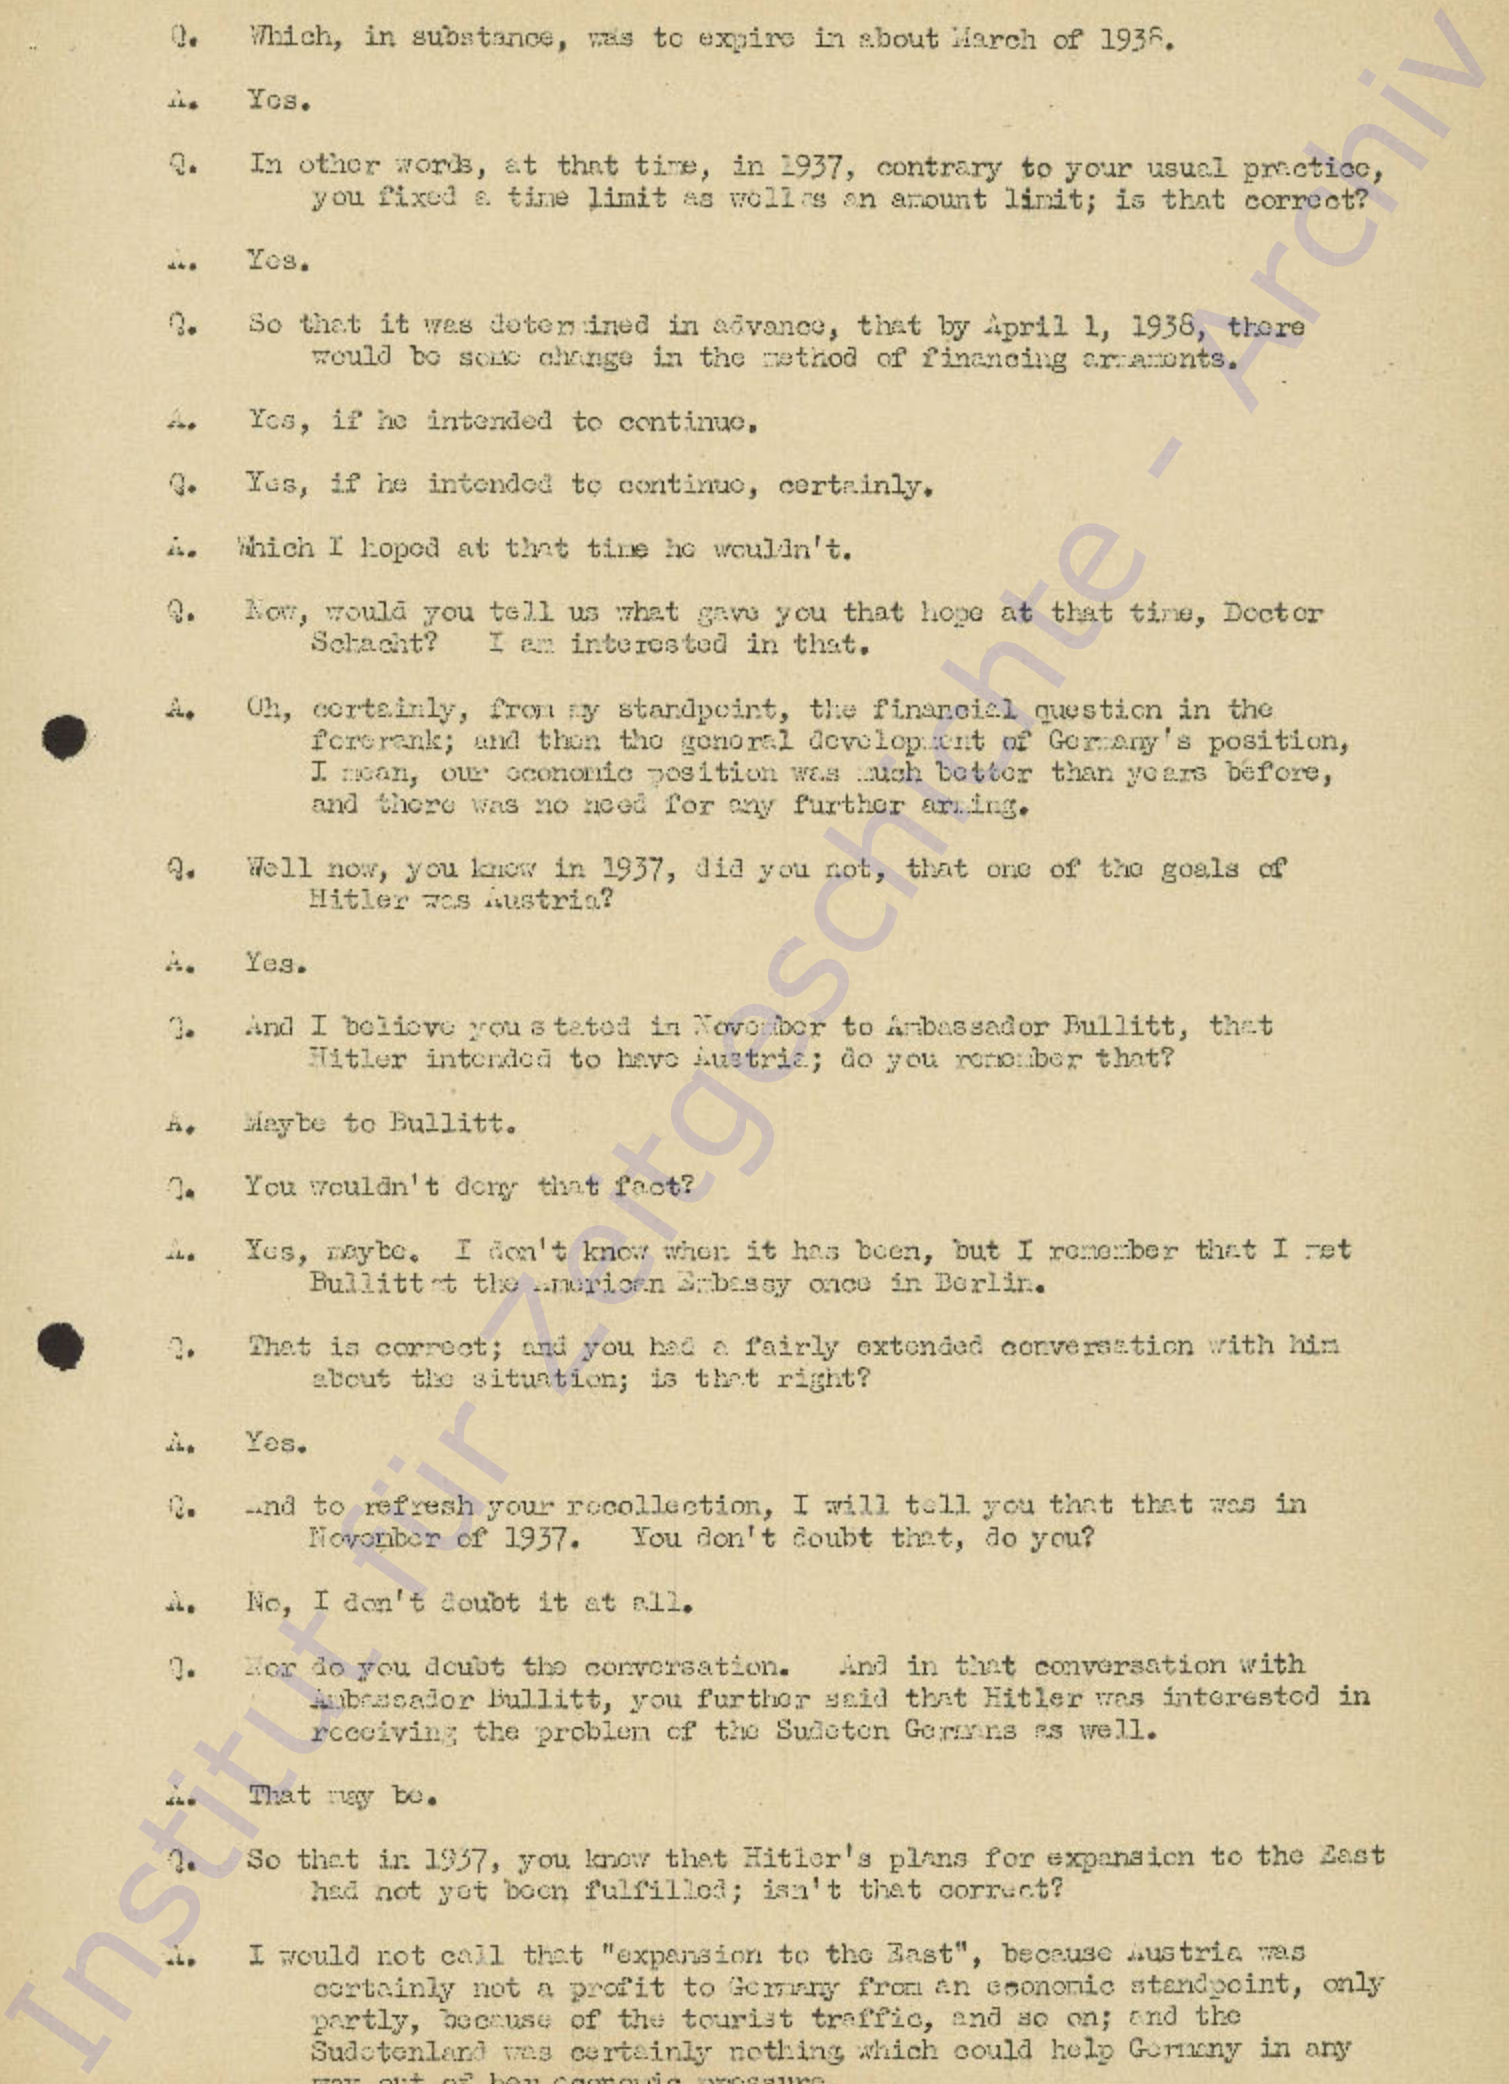 Q. Which, in substance, was to expire in about March of 1938.
A. Yes.
Q. In other words, at that time, in 1937, contrary to your usual practice,
you fixed a time limit as well as an amount limit; is that correct?
A. Yes.
Q. So that it was determined in advance, that by April 1, 1938, there
would be some change in the method of financing armaments.
A. Yes, if he intended to continue.
Q. Yes, if he intended to continue, certainly.
A. Which I hoped at that time he wouldn't.
Q. Now, would you tell us what gave you that hope at that time, Doctor
Schacht? I am interested in that.
A. Oh, certainly, from my standpoint, the financial question in the
forerank; and then the general development of Germany's position,
I mean, our economic position was much better than years before,
and there was no need for any further arming.
Q. Well now, you knew in 1937, did you not, that one of the goals of
Hitler was Austria?
A. Yes.
Q. And I believe you stated in November to Ambassador Bullitt, that
Hitler intended to have Austria; do you remember that?
A. Maybe to Bullitt.
Q. You wouldn't deny that fact?
A. Yes, maybe. I don't know when it has been, but I remember that I met
Bullitt at the American Embassy once in Berlin.
Q. That is correct; and you had a fairly extended conversation with him
about the situation; is that right?
A. Yes.
Q. And to refresh your recollection, I will tell you that that was in
November of 1937. You don't doubt that, do you?
A. No, I don't doubt it at all.
Q. Nor do you doubt the conversation. And in that conversation with
Ambassador Bullitt, you further said that Hitler was interested in
receiving the problem of the Sudeten Germans as well.
A. That may be.
Q. So that in 1937, you know that Hitler's plans for expansion to the East
had not yet been fulfilled; isn't that correct?
A. I would not call that "expansion to the East", because Austria was
certainly not a profit to Germany from an economic standpoint, only
partly, because of the tourist traffic, and so on; and the
Sudetenland was certainly nothing which could help Germany in any
way out of her economic pressure
Institut für Zeitgeschichte - Archiv